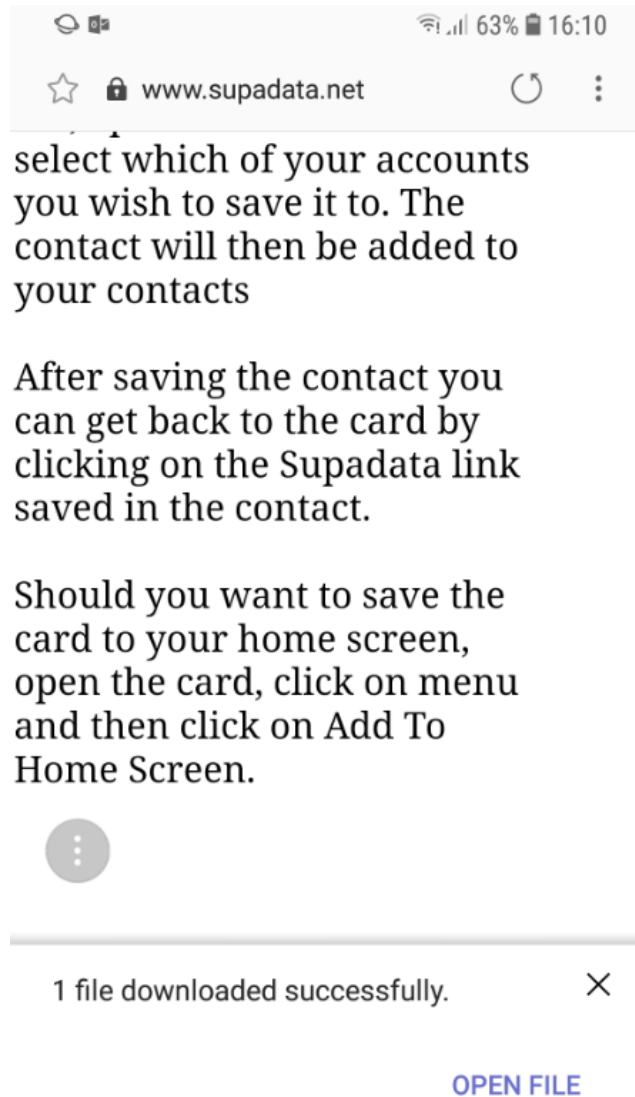 63% 16:10
www.supadata.net
select which of your accounts
you wish to save it to. The
contact will then be added to
your contacts
After saving the contact you
can get back to the card by
clicking on the Supadata link
saved in the contact.
Should you want to save the
card to your home screen,
open the card, click on menu
and then click on Add To
Home Screen.
1 file downloaded successfully.
OPEN FILE